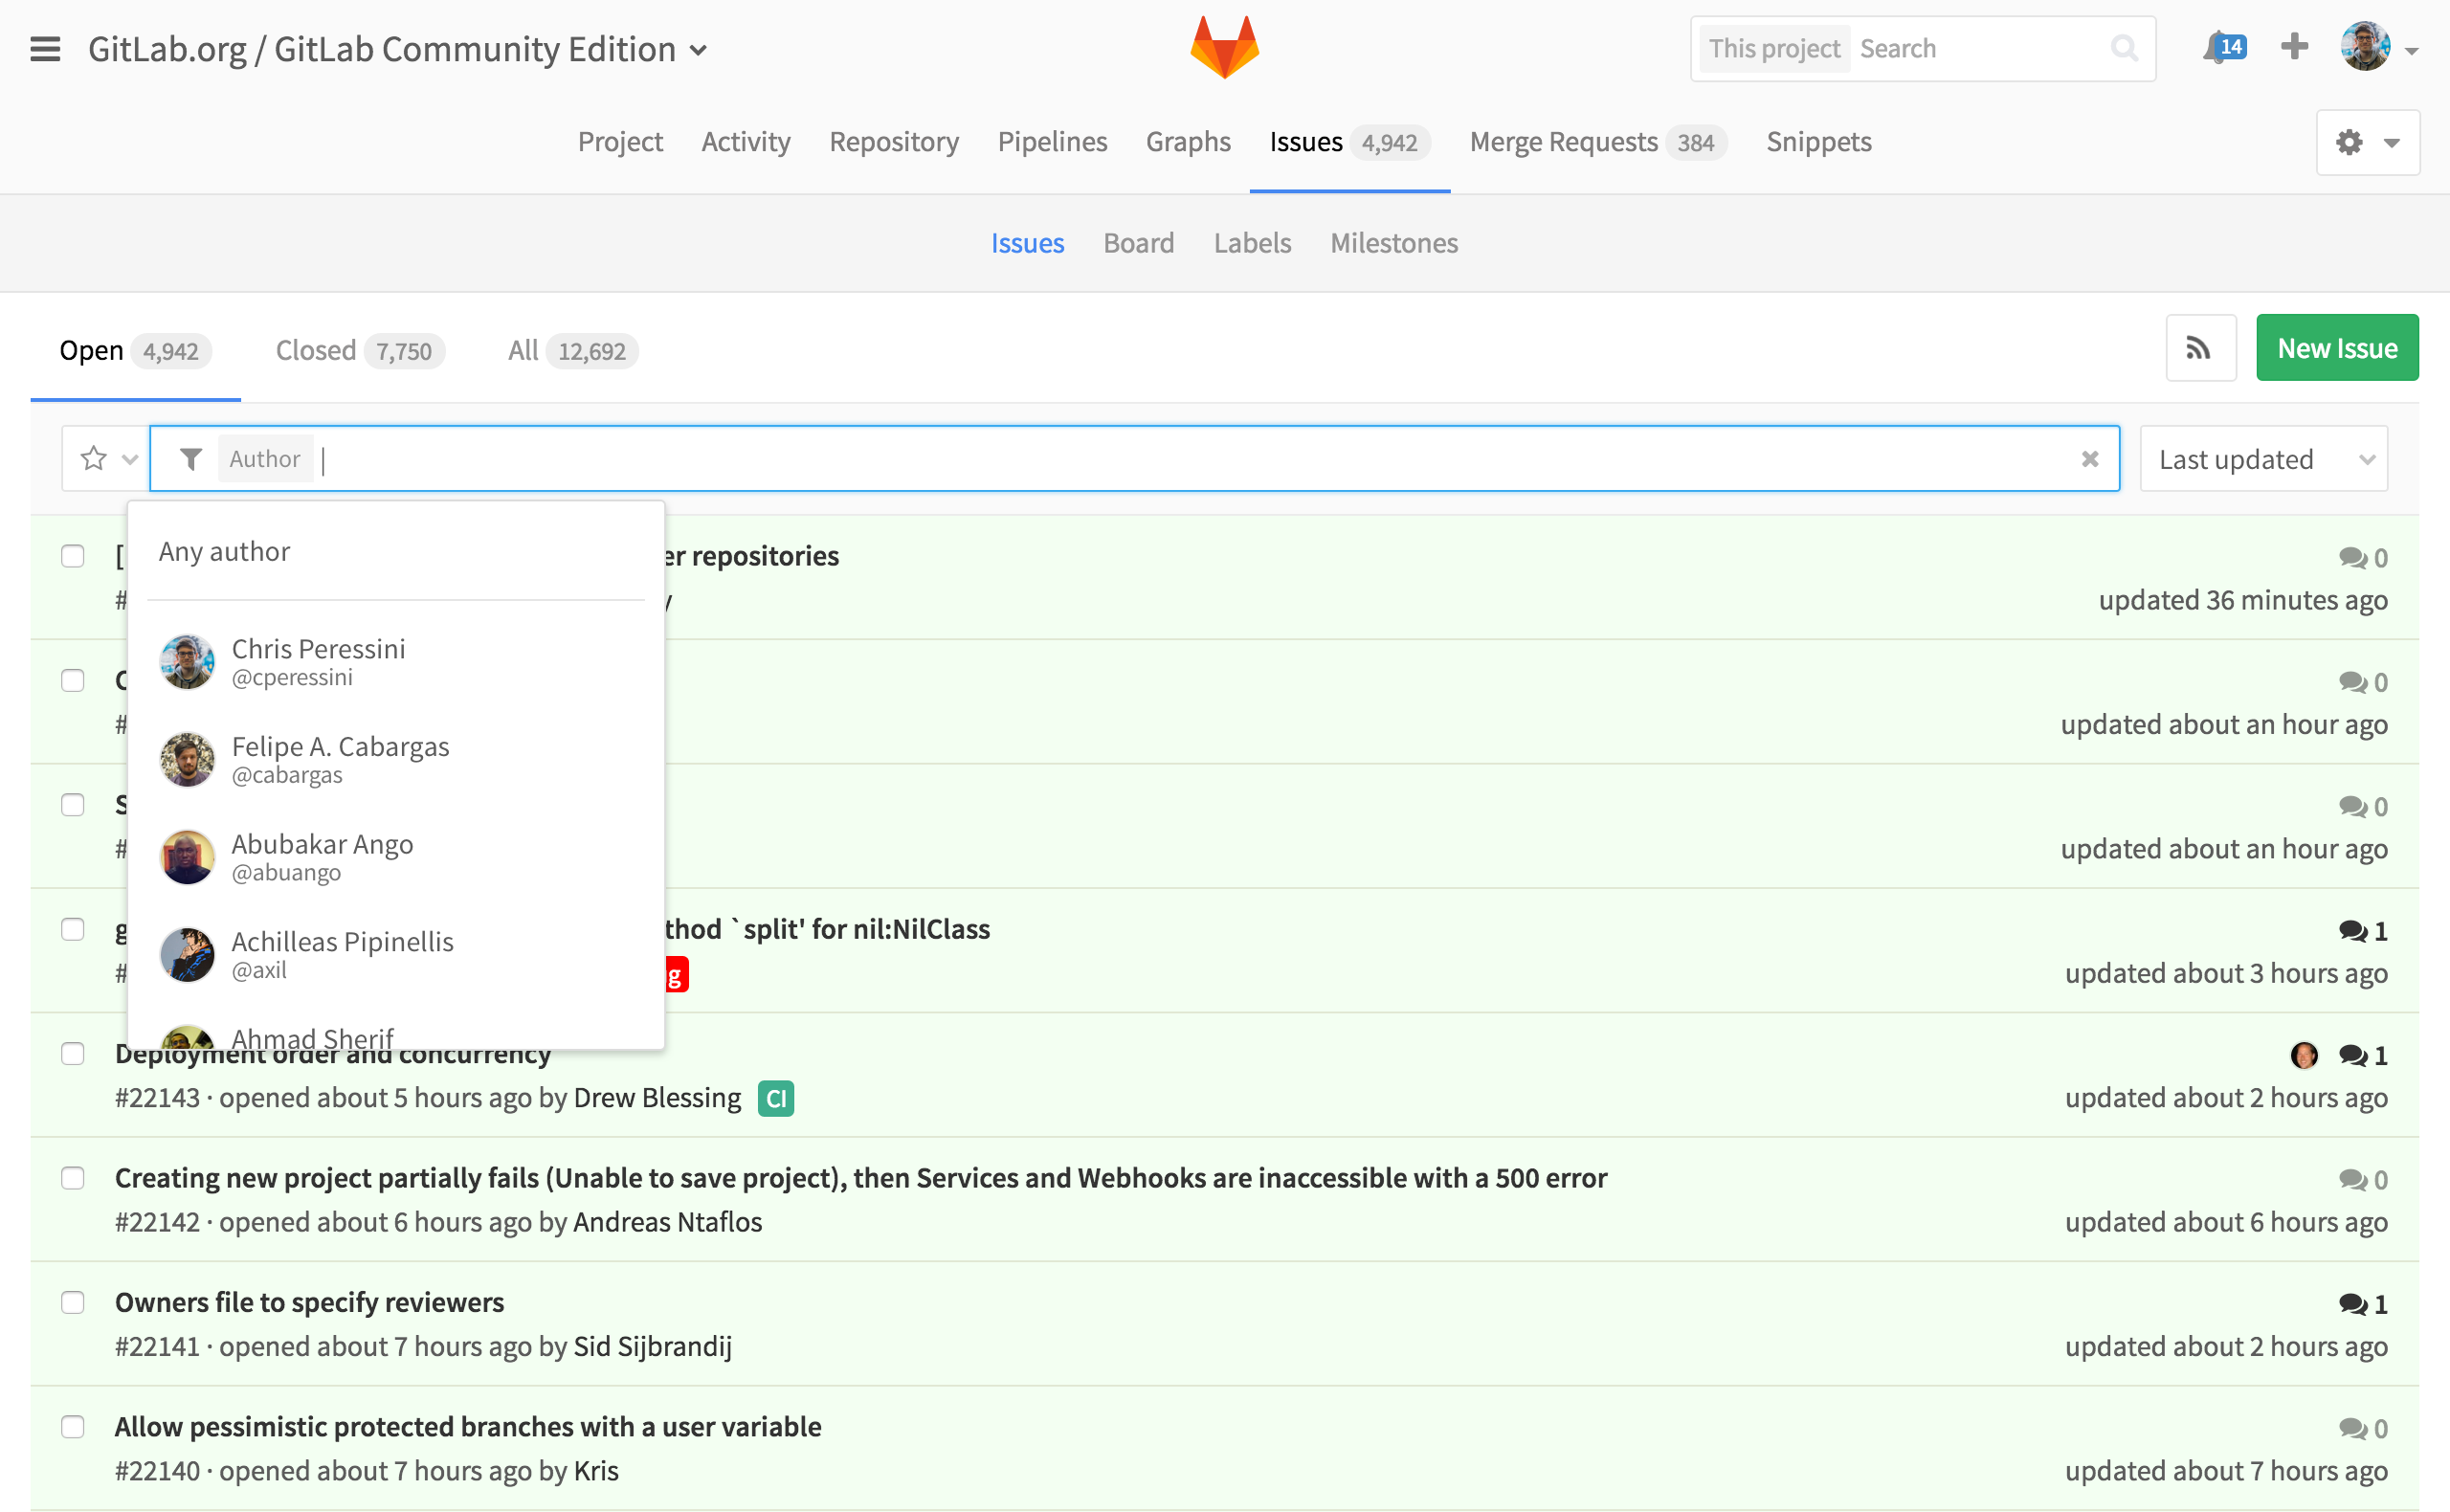 GitLab.org / GitLab Community Edition
This project Search
14
Project Activity Repository Pipelines Graphs Issues 4,942 Merge Requests 384 Snippets
Issues Board Labels Milestones
Open 4,942 Closed 7,750 All 12,692
New Issue
Author
Last updated
Any author
Chris Peressini
@cperessini
Felipe A. Cabargas
@cabargas
Abubakar Ango
@abuango
Achilleas Pipinellis
@axil
Ahmad Sherif
[ er repositories 0
# y updated 36 minutes ago
0
# updated about an hour ago
S 0
# updated about an hour ago
g thod `split' for nil:NilClass 1
# g updated about 3 hours ago
Deployment order and concurrency 1
#22143 · opened about 5 hours ago by Drew Blessing CI updated about 2 hours ago
Creating new project partially fails (Unable to save project), then Services and Webhooks are inaccessible with a 500 error 0
#22142 · opened about 6 hours ago by Andreas Ntaflos updated about 6 hours ago
Owners file to specify reviewers 1
#22141 · opened about 7 hours ago by Sid Sijbrandij updated about 2 hours ago
Allow pessimistic protected branches with a user variable 0
#22140 · opened about 7 hours ago by Kris updated about 7 hours ago